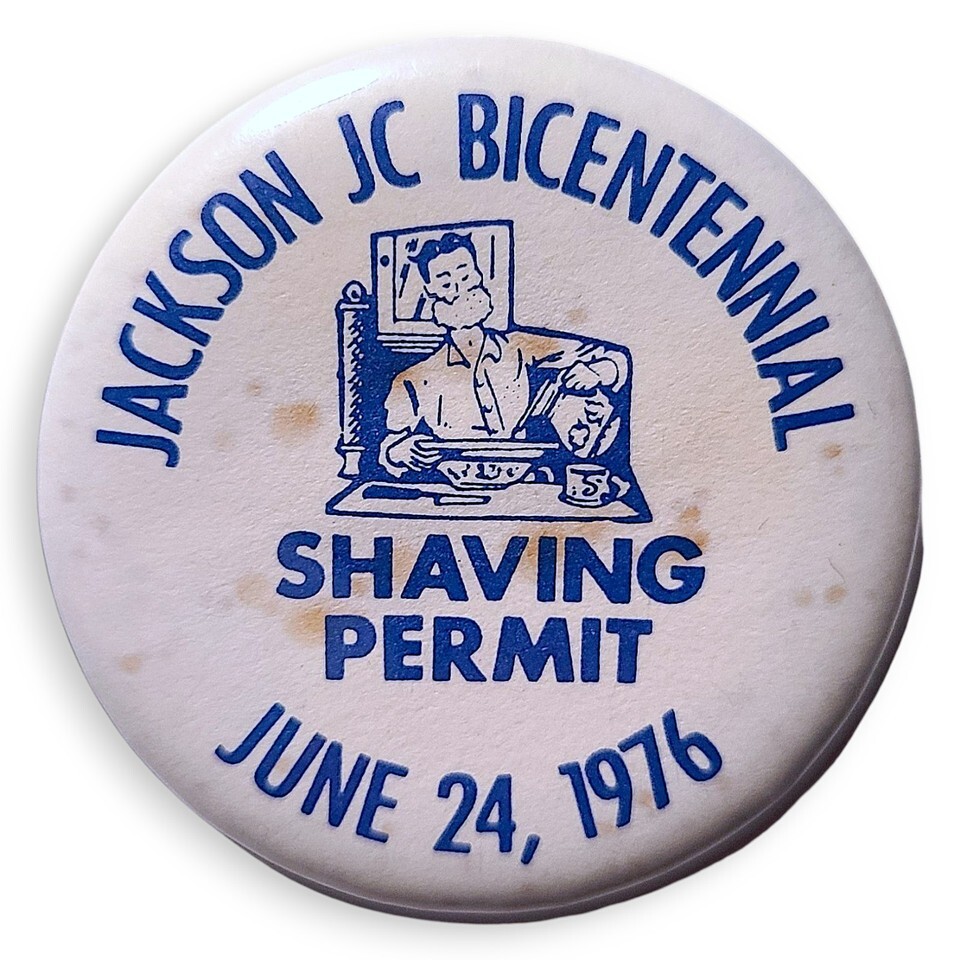 JACKSON JC BICENTENNIAL
SHAVING
PERMIT
JUNE 24, 1976